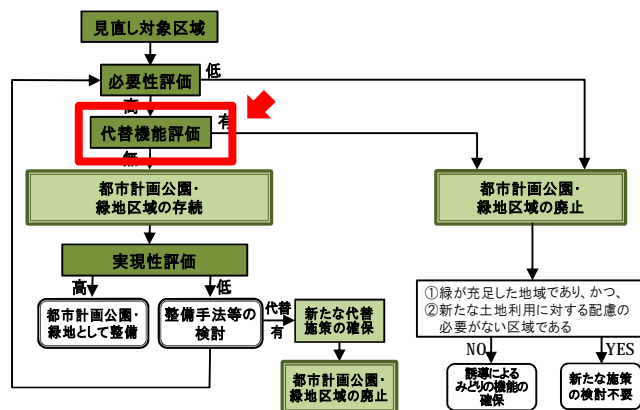 見直し対象区域
必要性評価
低
高
代替機能評価
有
無
都市計画公園・
緑地区域の存続
都市計画公園・
緑地区域の廃止
実現性評価
高
低
都市計画公園・
緑地として整備
整備手法等の
検討
代替
有
新たな代替
施策の確保
都市計画公園・
緑地区域の廃止
①緑が充足した地域であり、かつ、
②新たな土地利用に対する配慮の
必要がない区域である
NO
YES
誘導による
みどりの機能の
確保
新たな施策
の検討不要